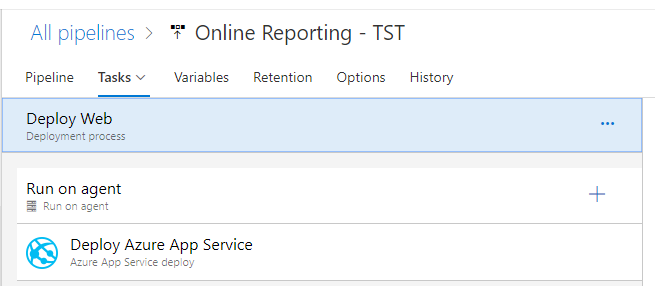 All pipelines > Online Reporting - TST
Pipeline Tasks Variables Retention Options History
Deploy Web
Deployment process
...
Run on agent
Run on agent
Deploy Azure App Service
Azure App Service deploy